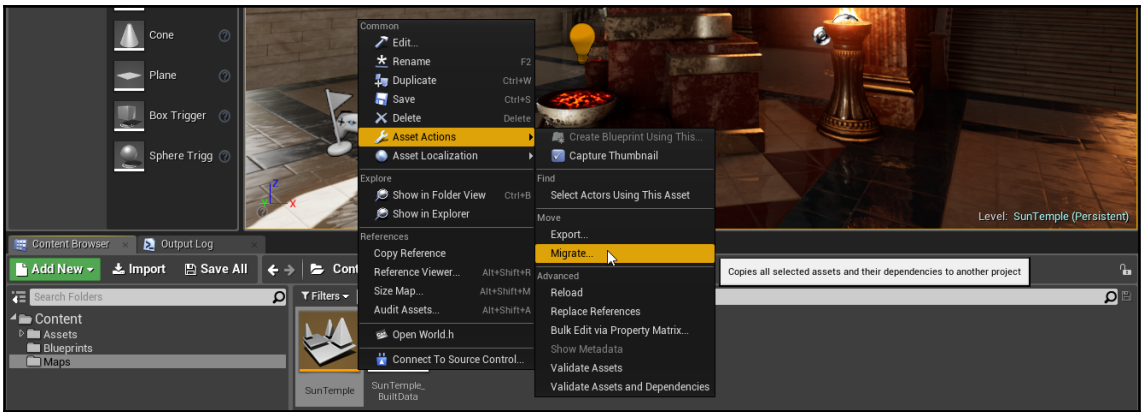 Cone
Plane
Box Trigger
Sphere Trigg
Common
Edit...
Rename F2
Duplicate Ctrl+W
Save Ctrl+S
Delete Delete
Asset Actions
Asset Localization
Explore
Show in Folder View Ctrl+B
Show in Explorer
References
Copy Reference
Reference Viewer... Alt+Shift+R
Size Map... Alt+Shift+M
Audit Assets... Alt+Shift+A
Open World.h
Connect To Source Control...
Create Blueprint Using This...
Capture Thumbnail
Find
Select Actors Using This Asset
Move
Export...
Migrate...
Advanced
Reload
Replace References
Bulk Edit via Property Matrix...
Show Metadata
Validate Assets
Validate Assets and Dependencies
Copies all selected assets and their dependencies to another project
Z
X
Level: SunTemple (Persistent)
Content Browser
Output Log
Add New
Import
Save All
Cont
Search Folders
Filters
Content
Assets
Blueprints
Maps
SunTemple
SunTemple_
BuiltData